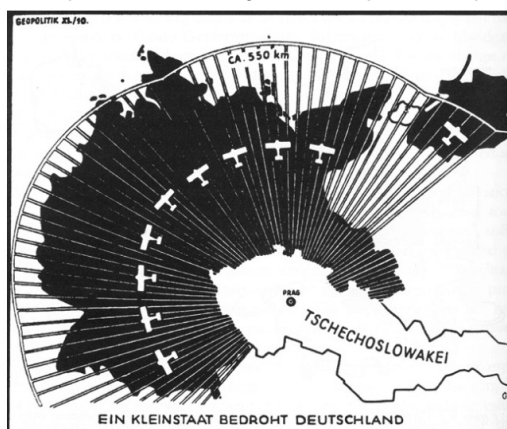 GEOPOLITIK XI./10.
CA. 550 km
PRAG
TSCHECHOSLOWAKEI
EIN KLEINSTAAT BEDROHT DEUTSCHLAND